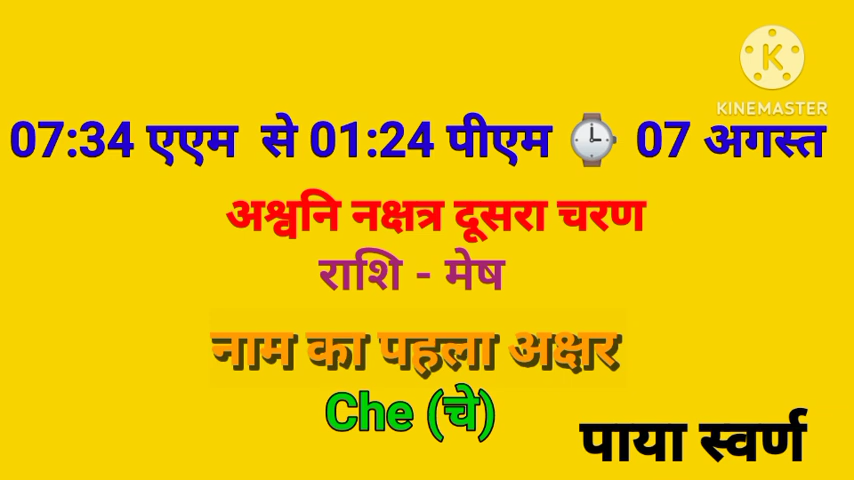 KINEMASTER
07:34 एएम से 01:24 पीएम 07 अगस्त
अश्वनि नक्षत्र दूसरा चरण
राशि - मेष
नाम का पहला अक्षर
Che (चे)
पाया स्वर्ण